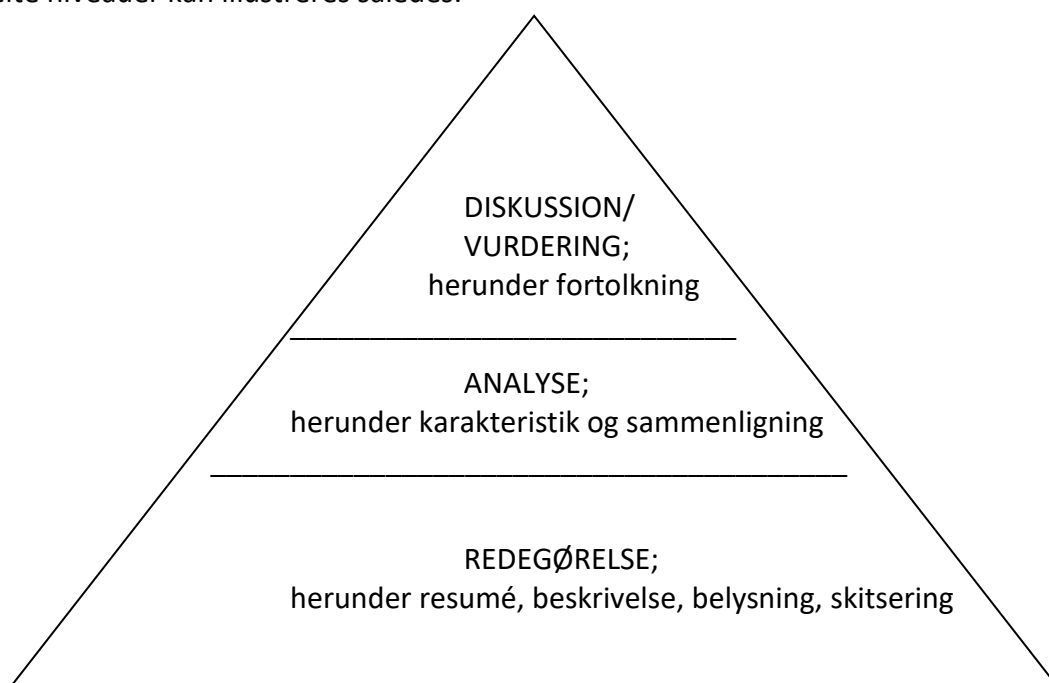 niveauer kan illustreres således:
DISKUSSION/
VURDERING;
herunder fortolkning
ANALYSE;
herunder karakteristik og sammenligning
REDEGØRELSE;
herunder resumé, beskrivelse, belysning, skitsering